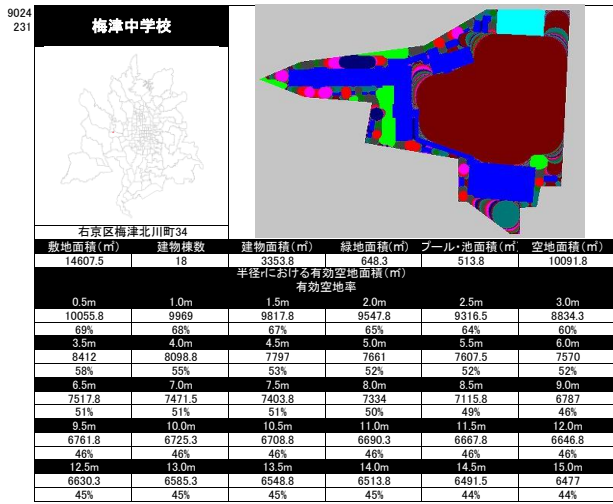 9024
231
梅津中学校
右京区梅津北川町34
敷地面積(㎡) 建物棟数 建物面積(㎡) 緑地面積(㎡) プール・池面積(㎡) 空地面積(㎡)
14607.5 18 3353.8 648.3 513.8 10091.8
半径rにおける有効空地面積(㎡)
有効空地率
0.5m 1.0m 1.5m 2.0m 2.5m 3.0m
10055.8 9969 9817.8 9547.8 9316.5 8834.3
69% 68% 67% 65% 64% 60%
3.5m 4.0m 4.5m 5.0m 5.5m 6.0m
8412 8098.8 7797 7661 7607.5 7570
58% 55% 53% 52% 52% 52%
6.5m 7.0m 7.5m 8.0m 8.5m 9.0m
7517.8 7471.5 7403.8 7334 7115.8 6787
51% 51% 51% 50% 49% 46%
9.5m 10.0m 10.5m 11.0m 11.5m 12.0m
6761.8 6725.3 6708.8 6690.3 6667.8 6646.8
46% 46% 46% 46% 46% 46%
12.5m 13.0m 13.5m 14.0m 14.5m 15.0m
6630.3 6585.3 6548.8 6513.8 6491.5 6477
45% 45% 45% 45% 44% 44%